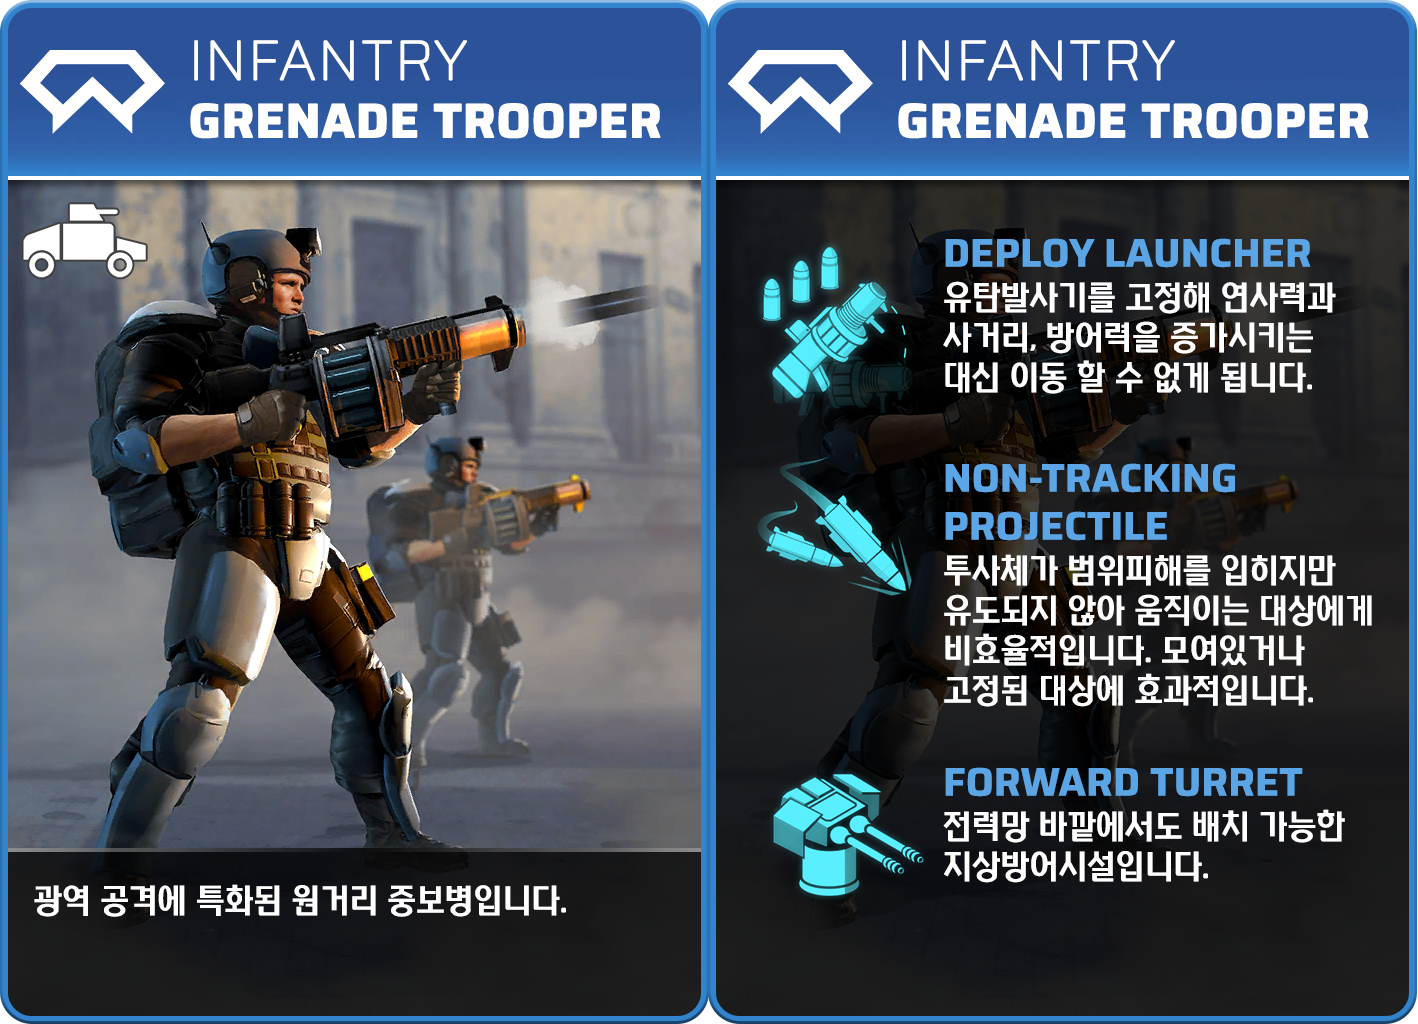 INFANTRY
GRENADE TROOPER
광역 공격에 특화된 원거리 중보병입니다.
INFANTRY
GRENADE TROOPER
DEPLOY LAUNCHER
유탄발사기를 고정해 연사력과
사거리, 방어력을 증가시키는
대신 이동 할 수 없게 됩니다.
NON-TRACKING
PROJECTILE
투사체가 범위피해를 입히지만
유도되지 않아 움직이는 대상에게
비효율적입니다. 모여있거나
고정된 대상에 효과적입니다.
FORWARD TURRET
전력망 바깥에서도 배치 가능한
지상방어시설입니다.